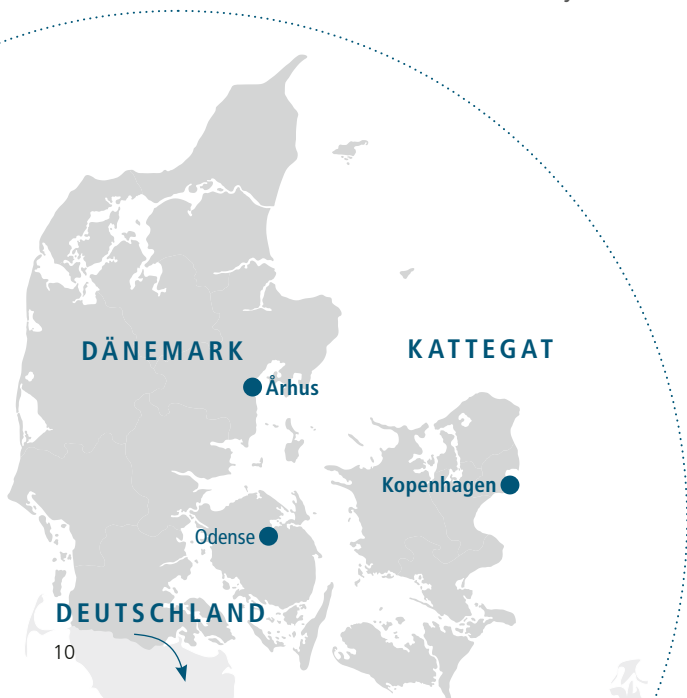 DÄNEMARK
KATTEGAT
Århus
Kopenhagen
Odense
DEUTSCHLAND
10